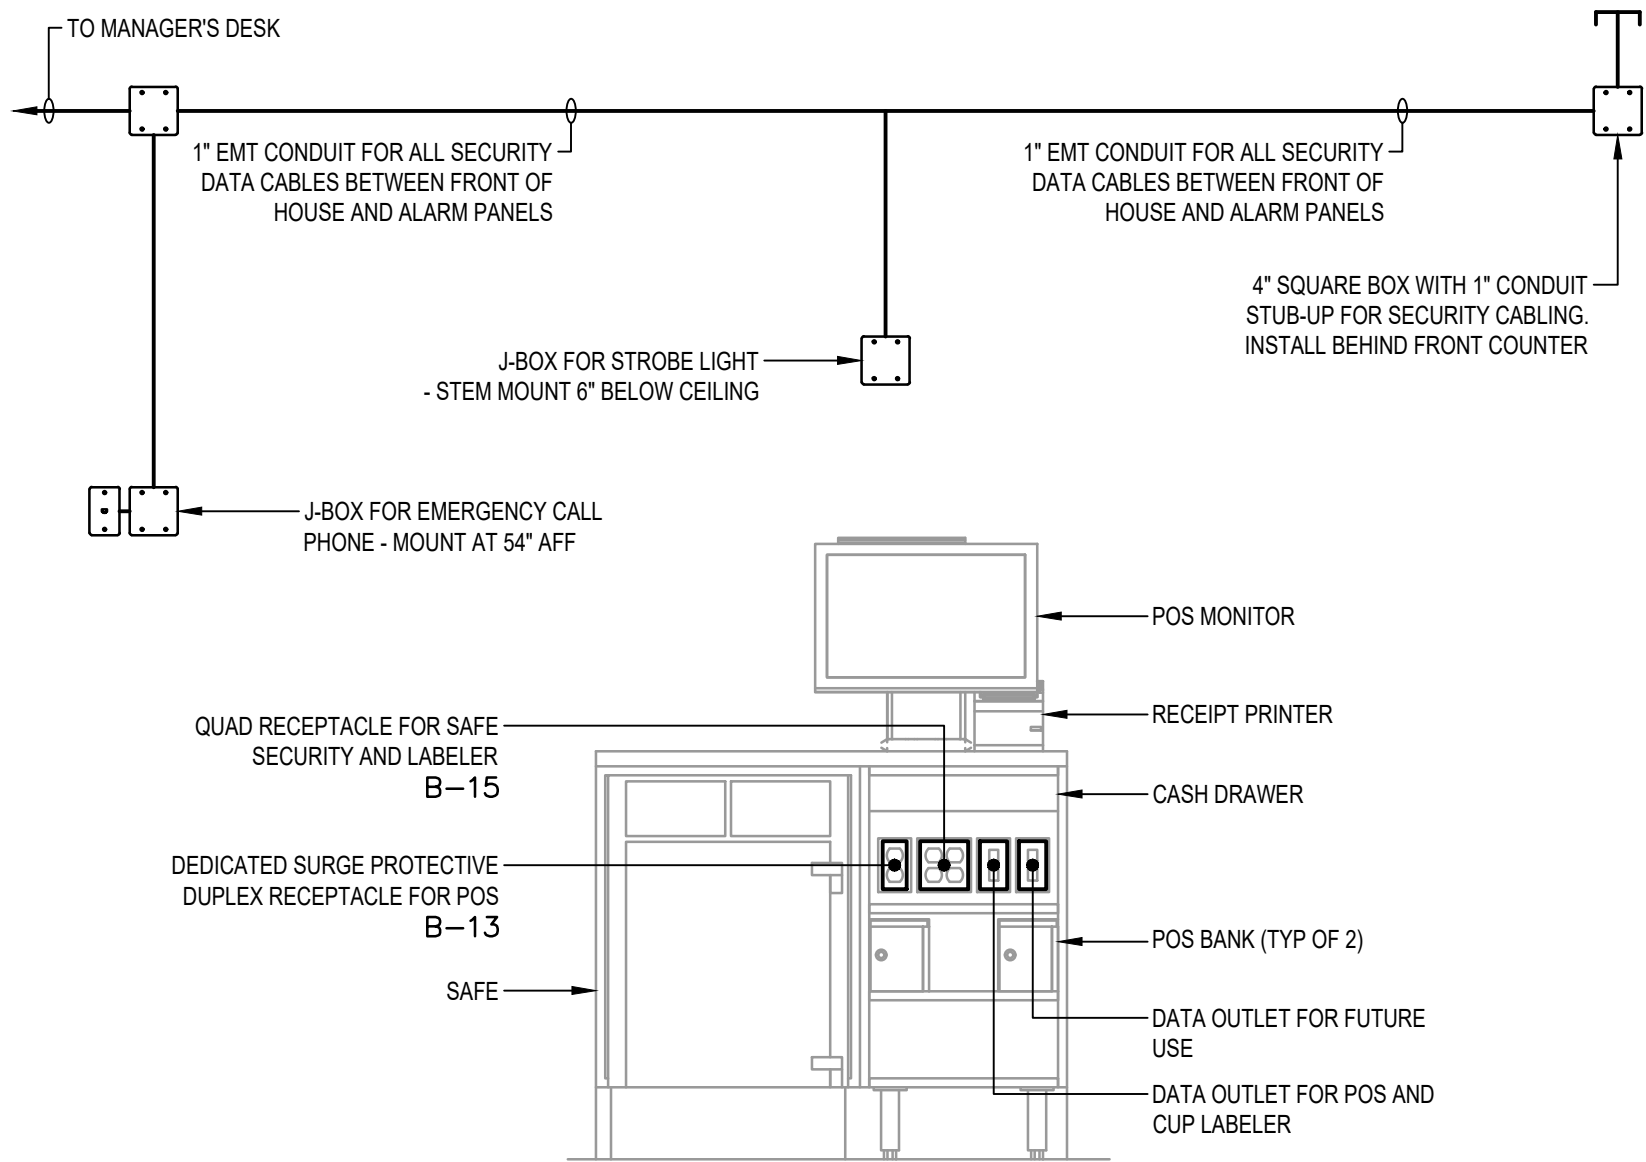 TO MANAGER'S DESK
1" EMT CONDUIT FOR ALL SECURITY
DATA CABLES BETWEEN FRONT OF
HOUSE AND ALARM PANELS
1" EMT CONDUIT FOR ALL SECURITY
DATA CABLES BETWEEN FRONT OF
HOUSE AND ALARM PANELS
4" SQUARE BOX WITH 1" CONDUIT
STUB-UP FOR SECURITY CABLING.
INSTALL BEHIND FRONT COUNTER
J-BOX FOR STROBE LIGHT
- STEM MOUNT 6" BELOW CEILING
J-BOX FOR EMERGENCY CALL
PHONE - MOUNT AT 54" AFF
POS MONITOR
RECEIPT PRINTER
QUAD RECEPTACLE FOR SAFE
SECURITY AND LABELER
B-15
CASH DRAWER
DEDICATED SURGE PROTECTIVE
DUPLEX RECEPTACLE FOR POS
B-13
POS BANK (TYP OF 2)
SAFE
DATA OUTLET FOR FUTURE
USE
DATA OUTLET FOR POS AND
CUP LABELER